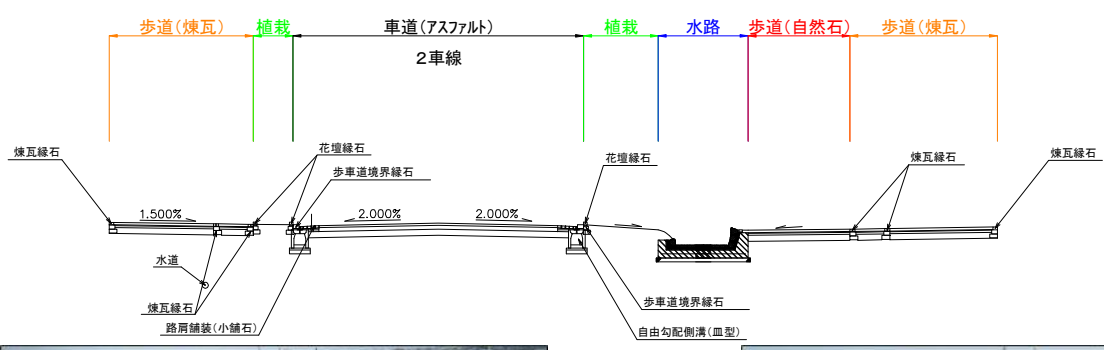 歩道(煉瓦)
植栽
車道(アスファルト)
植栽
水路
歩道(自然石)
歩道(煉瓦)
2車線
煉瓦縁石
花壇縁石
歩車道境界縁石
花壇縁石
煉瓦縁石
煉瓦縁石
1.500%
2.000%
2.000%
水道
煉瓦縁石
路肩舗装(小舗石)
歩車道境界縁石
自由勾配側溝(皿型)